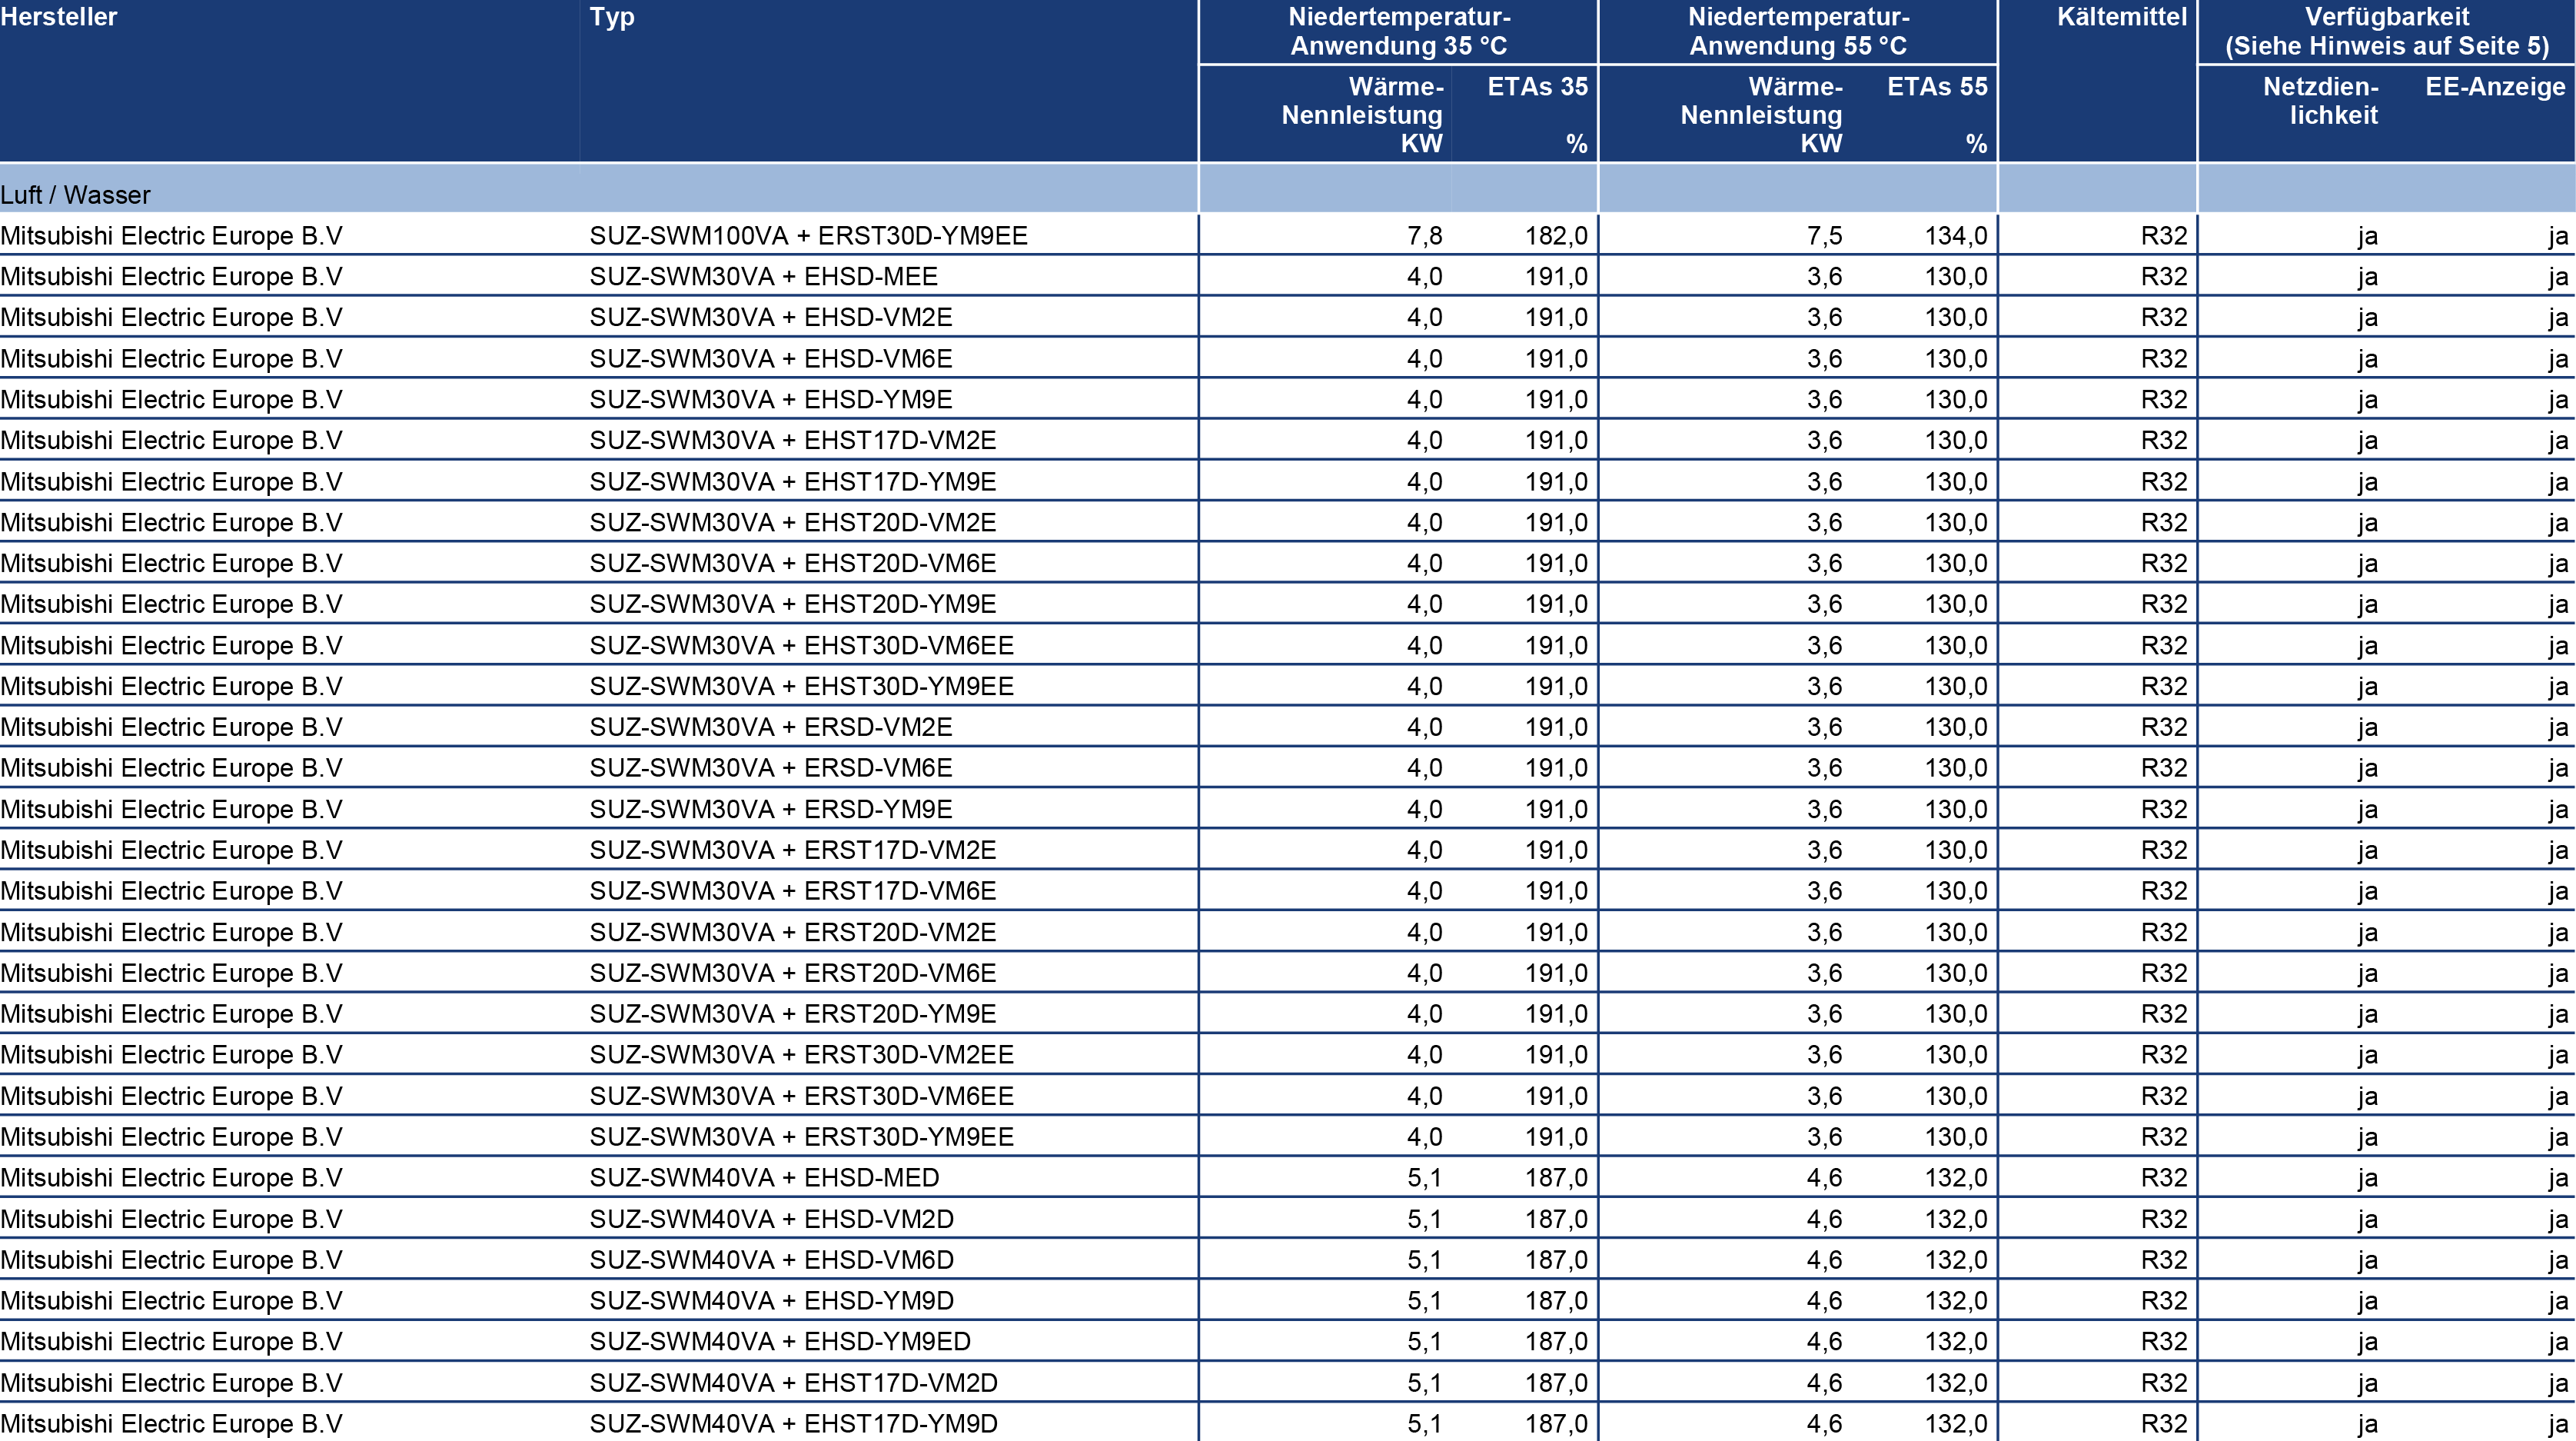 Hersteller Typ Niedertemperatur- Niedertemperatur- Kältemittel Verfügbarkeit
Anwendung 35 °C Anwendung 55 °C (Siehe Hinweis auf Seite 5)
Wärme- ETAs 35 Wärme- ETAs 55 Netzdien- EE-Anzeige
Nennleistung Nennleistung lichkeit
KW % KW %
Luft / Wasser
Mitsubishi Electric Europe B.V SUZ-SWM100VA + ERST30D-YM9EE 7,8 182,0 7,5 134,0 R32 ja ja
Mitsubishi Electric Europe B.V SUZ-SWM30VA + EHSD-MEE 4,0 191,0 3,6 130,0 R32 ja ja
Mitsubishi Electric Europe B.V SUZ-SWM30VA + EHSD-VM2E 4,0 191,0 3,6 130,0 R32 ja ja
Mitsubishi Electric Europe B.V SUZ-SWM30VA + EHSD-VM6E 4,0 191,0 3,6 130,0 R32 ja ja
Mitsubishi Electric Europe B.V SUZ-SWM30VA + EHSD-YM9E 4,0 191,0 3,6 130,0 R32 ja ja
Mitsubishi Electric Europe B.V SUZ-SWM30VA + EHST17D-VM2E 4,0 191,0 3,6 130,0 R32 ja ja
Mitsubishi Electric Europe B.V SUZ-SWM30VA + EHST17D-YM9E 4,0 191,0 3,6 130,0 R32 ja ja
Mitsubishi Electric Europe B.V SUZ-SWM30VA + EHST20D-VM2E 4,0 191,0 3,6 130,0 R32 ja ja
Mitsubishi Electric Europe B.V SUZ-SWM30VA + EHST20D-VM6E 4,0 191,0 3,6 130,0 R32 ja ja
Mitsubishi Electric Europe B.V SUZ-SWM30VA + EHST20D-YM9E 4,0 191,0 3,6 130,0 R32 ja ja
Mitsubishi Electric Europe B.V SUZ-SWM30VA + EHST30D-VM6EE 4,0 191,0 3,6 130,0 R32 ja ja
Mitsubishi Electric Europe B.V SUZ-SWM30VA + EHST30D-YM9EE 4,0 191,0 3,6 130,0 R32 ja ja
Mitsubishi Electric Europe B.V SUZ-SWM30VA + ERSD-VM2E 4,0 191,0 3,6 130,0 R32 ja ja
Mitsubishi Electric Europe B.V SUZ-SWM30VA + ERSD-VM6E 4,0 191,0 3,6 130,0 R32 ja ja
Mitsubishi Electric Europe B.V SUZ-SWM30VA + ERSD-YM9E 4,0 191,0 3,6 130,0 R32 ja ja
Mitsubishi Electric Europe B.V SUZ-SWM30VA + ERST17D-VM2E 4,0 191,0 3,6 130,0 R32 ja ja
Mitsubishi Electric Europe B.V SUZ-SWM30VA + ERST17D-VM6E 4,0 191,0 3,6 130,0 R32 ja ja
Mitsubishi Electric Europe B.V SUZ-SWM30VA + ERST20D-VM2E 4,0 191,0 3,6 130,0 R32 ja ja
Mitsubishi Electric Europe B.V SUZ-SWM30VA + ERST20D-VM6E 4,0 191,0 3,6 130,0 R32 ja ja
Mitsubishi Electric Europe B.V SUZ-SWM30VA + ERST20D-YM9E 4,0 191,0 3,6 130,0 R32 ja ja
Mitsubishi Electric Europe B.V SUZ-SWM30VA + ERST30D-VM2EE 4,0 191,0 3,6 130,0 R32 ja ja
Mitsubishi Electric Europe B.V SUZ-SWM30VA + ERST30D-VM6EE 4,0 191,0 3,6 130,0 R32 ja ja
Mitsubishi Electric Europe B.V SUZ-SWM30VA + ERST30D-YM9EE 4,0 191,0 3,6 130,0 R32 ja ja
Mitsubishi Electric Europe B.V SUZ-SWM40VA + EHSD-MED 5,1 187,0 4,6 132,0 R32 ja ja
Mitsubishi Electric Europe B.V SUZ-SWM40VA + EHSD-VM2D 5,1 187,0 4,6 132,0 R32 ja ja
Mitsubishi Electric Europe B.V SUZ-SWM40VA + EHSD-VM6D 5,1 187,0 4,6 132,0 R32 ja ja
Mitsubishi Electric Europe B.V SUZ-SWM40VA + EHSD-YM9D 5,1 187,0 4,6 132,0 R32 ja ja
Mitsubishi Electric Europe B.V SUZ-SWM40VA + EHSD-YM9ED 5,1 187,0 4,6 132,0 R32 ja ja
Mitsubishi Electric Europe B.V SUZ-SWM40VA + EHST17D-VM2D 5,1 187,0 4,6 132,0 R32 ja ja
Mitsubishi Electric Europe B.V SUZ-SWM40VA + EHST17D-YM9D 5,1 187,0 4,6 132,0 R32 ja ja